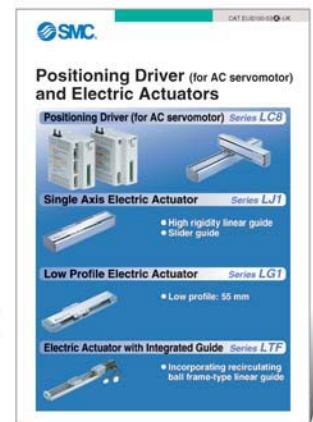 SMC.
Positioning Driver (for AC servomotor)
and Electric Actuators
Positioning Driver (for AC servomotor) Series LC8
Single Axis Electric Actuator Series LJ1
● High rigidity linear guide
● Slider guide
Low Profile Electric Actuator Series LG1
● Low profile: 55 mm
Electric Actuator with Integrated Guide Series LTF
● Incorporating recirculating
ball frame-type linear guide